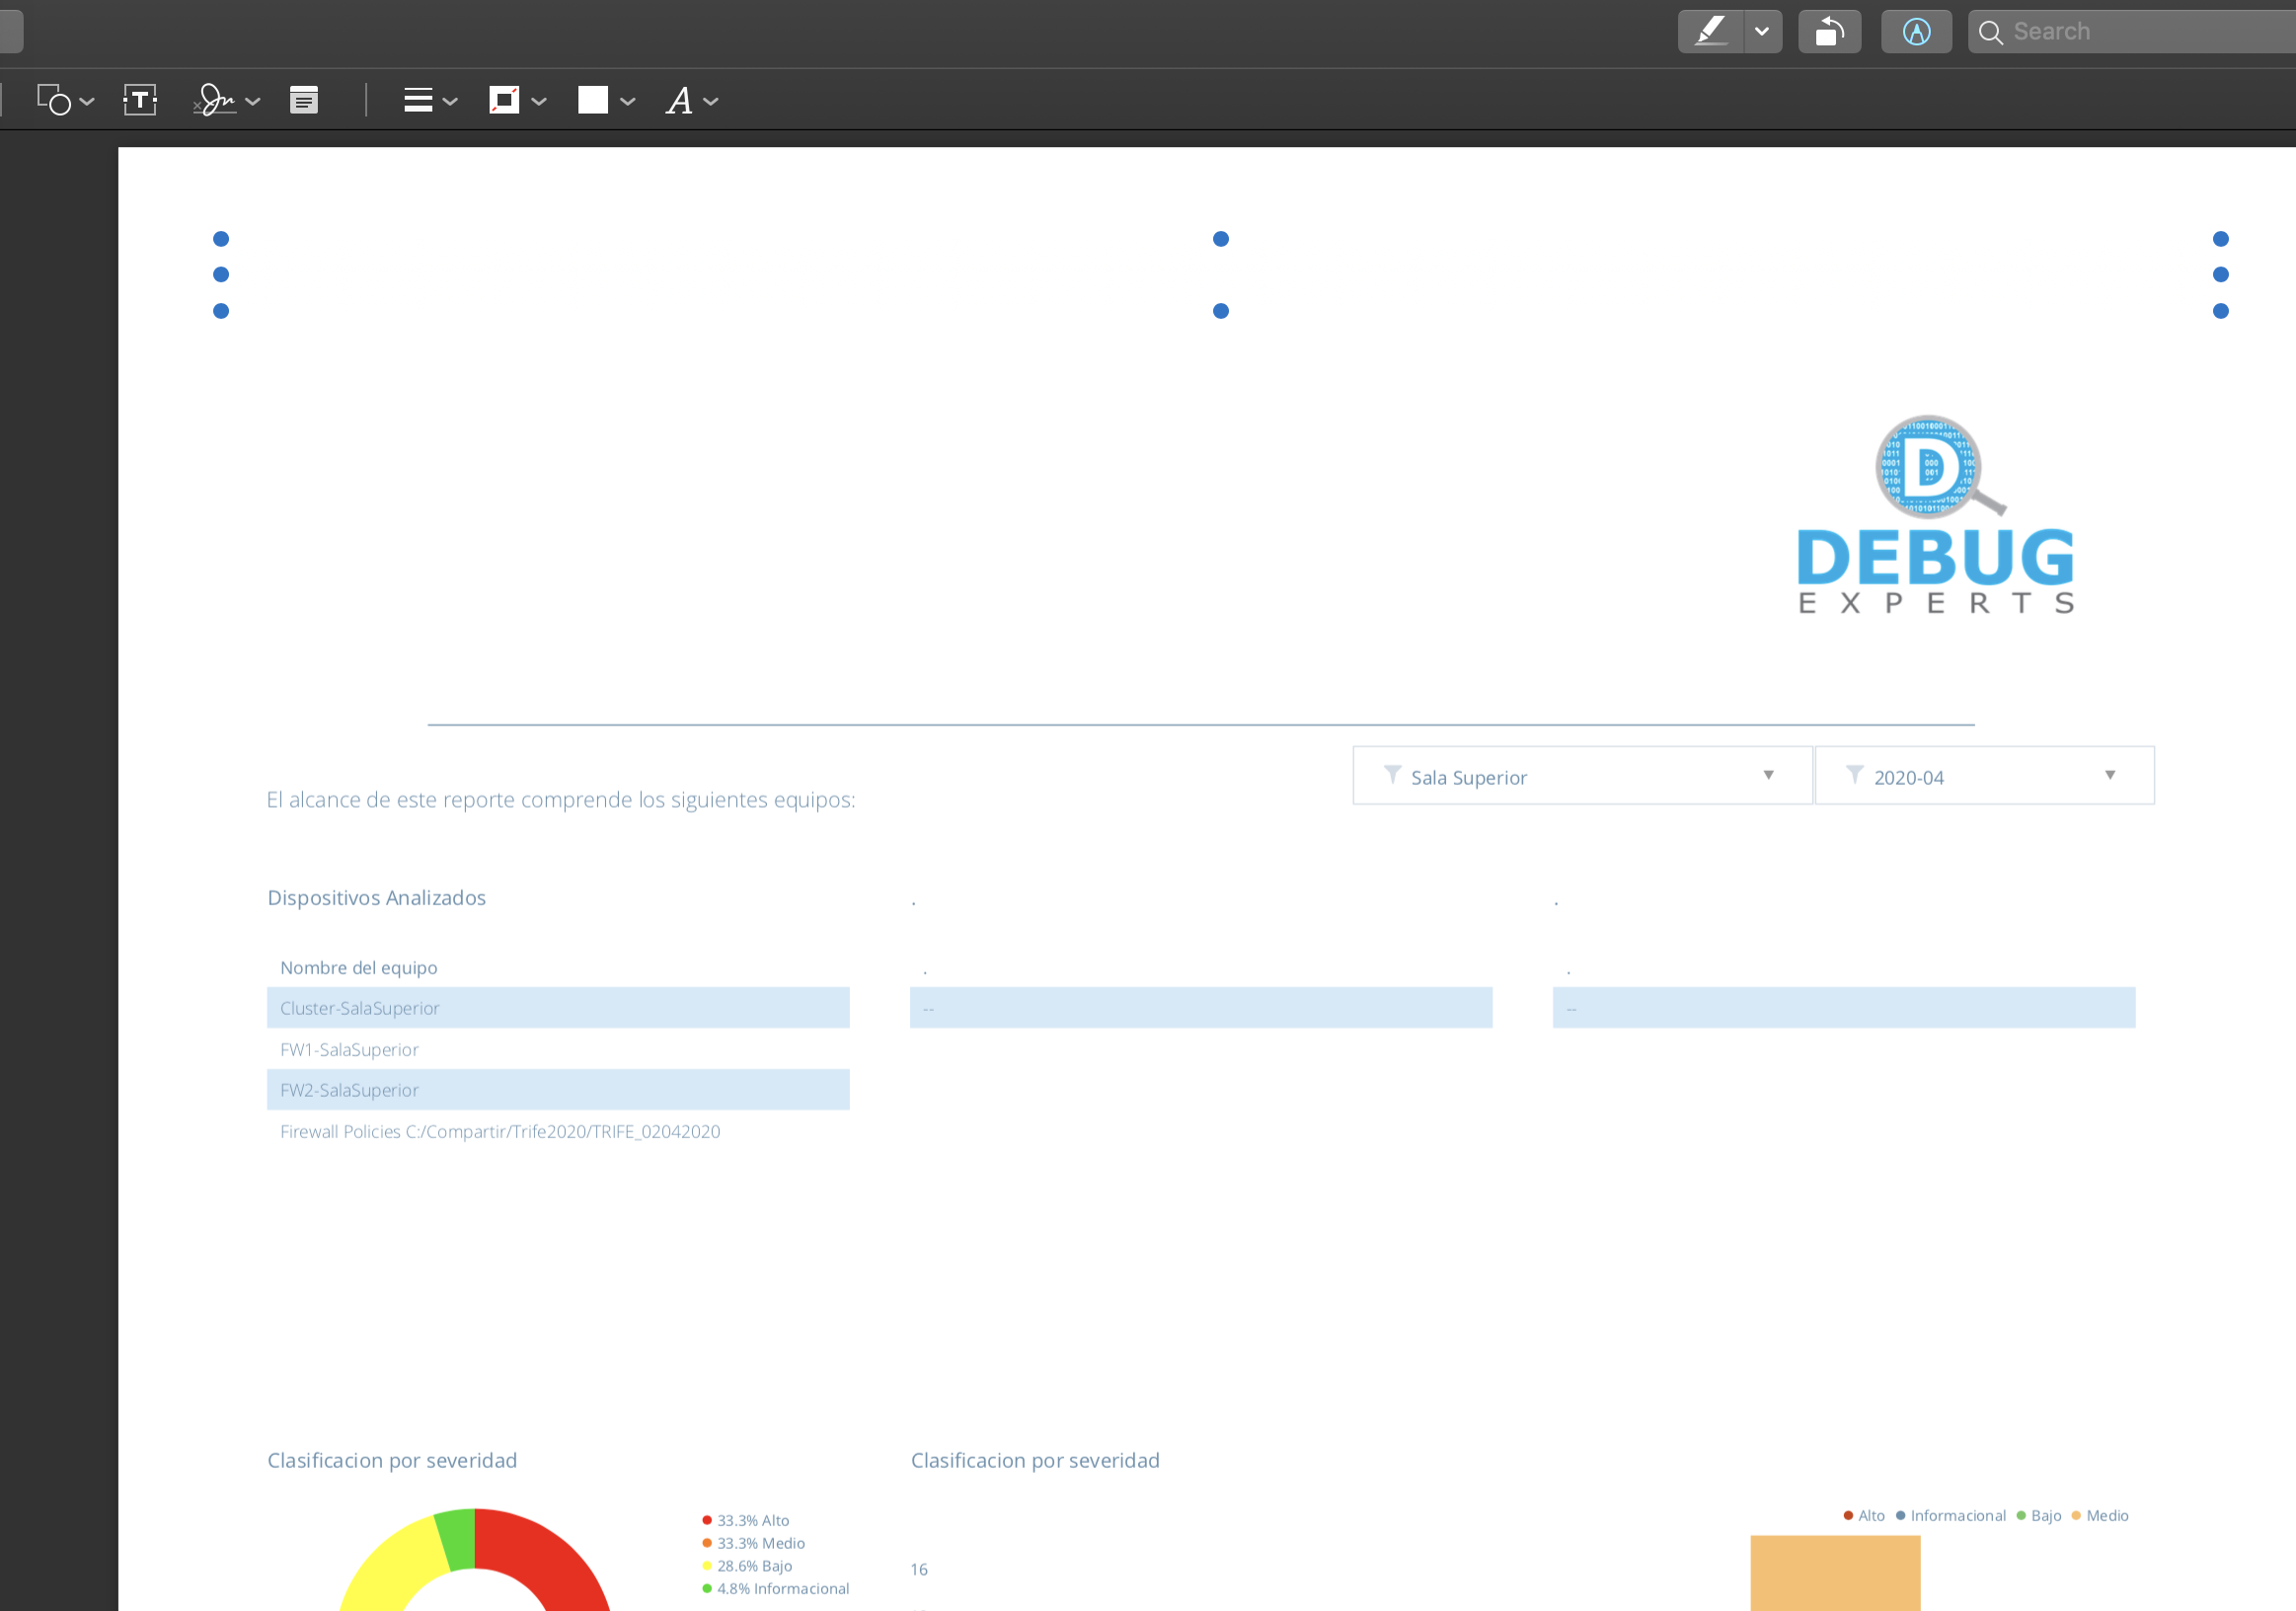 Search
DEBUG
EXPERTS
Sala Superior
2020-04
El alcance de este reporte comprende los siguientes equipos:
Dispositivos Analizados
.
.
Nombre del equipo
.
.
Cluster-SalaSuperior
--
--
FW1-SalaSuperior
FW2-SalaSuperior
Firewall Policies C:/Compartir/Trife2020/TRIFE_02042020
Clasificacion por severidad
Clasificacion por severidad
33.3% Alto
33.3% Medio
28.6% Bajo
4.8% Informacional
Alto Informacional Bajo Medio
16